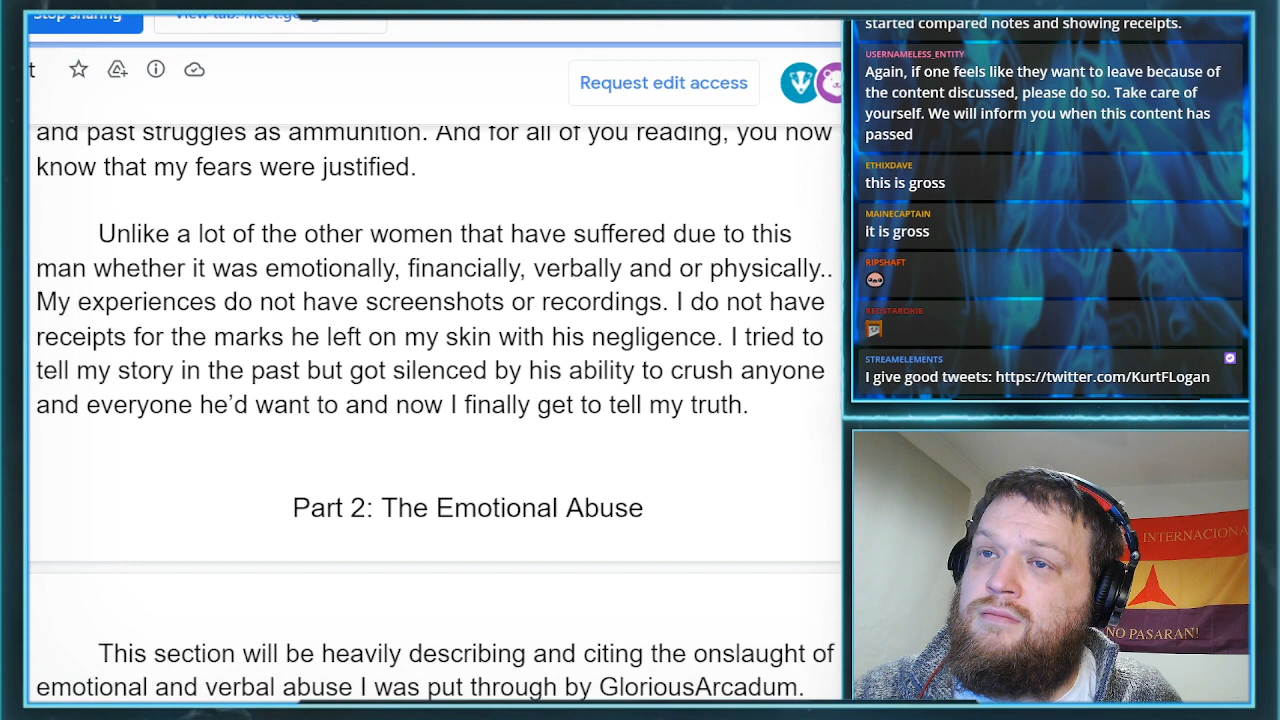 Stop sharing
View tab: meet.goog
t
Request edit access
and past struggles as ammunition. And for all of you reading, you now
know that my fears were justified.
Unlike a lot of the other women that have suffered due to this
man whether it was emotionally, financially, verbally and or physically..
My experiences do not have screenshots or recordings. I do not have
receipts for the marks he left on my skin with his negligence. I tried to
tell my story in the past but got silenced by his ability to crush anyone
and everyone he’d want to and now I finally get to tell my truth.
Part 2: The Emotional Abuse
This section will be heavily describing and citing the onslaught of
emotional and verbal abuse I was put through by GloriousArcadum.
started compared notes and showing receipts.
USERNAMELESS_ENTITY
Again, if one feels like they want to leave because of
the content discussed, please do so. Take care of
yourself. We will inform you when this content has
passed
ETHIXDAVE
this is gross
MAINECAPTAIN
it is gross
RIPSHAFT
REDSTAROKIE
STREAMELEMENTS
I give good tweets: https://twitter.com/KurtFLogan
INTERNACIONA
NO PASARAN!